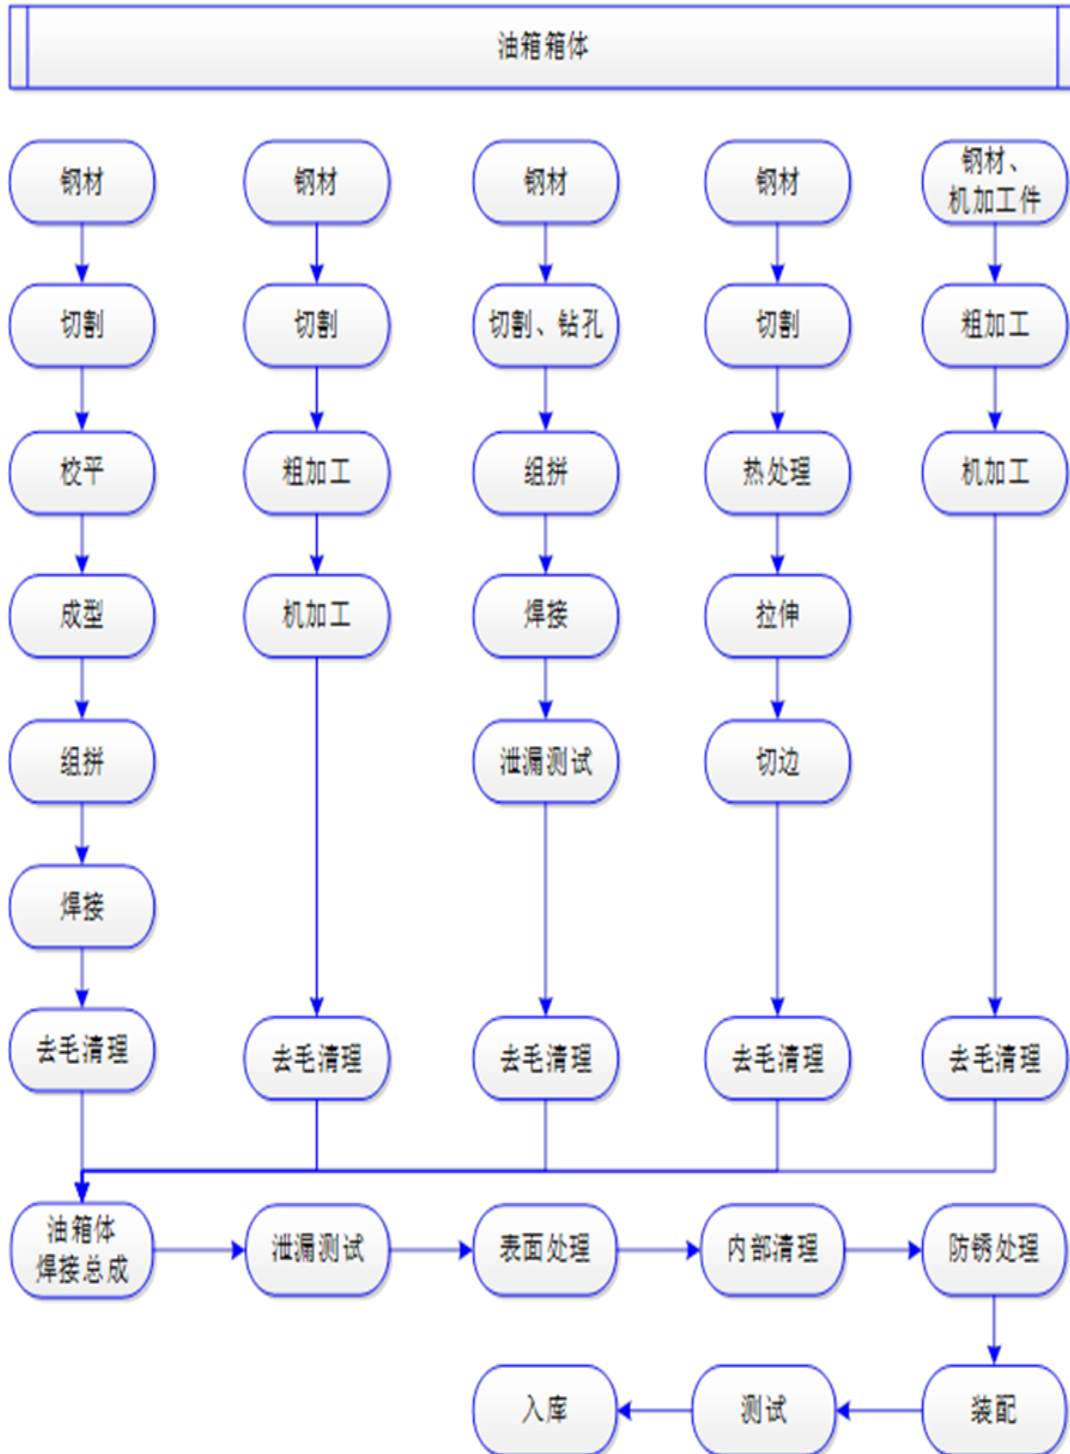 油箱箱体
钢材
钢材
钢材
钢材
钢材、
机加工件
切割
切割
切割、钻孔
切割
粗加工
校平
粗加工
组拼
热处理
机加工
成型
机加工
焊接
拉伸
组拼
泄漏测试
切边
焊接
去毛清理
去毛清理
去毛清理
去毛清理
去毛清理
油箱体
焊接总成
泄漏测试
表面处理
内部清理
防锈处理
入库
测试
装配